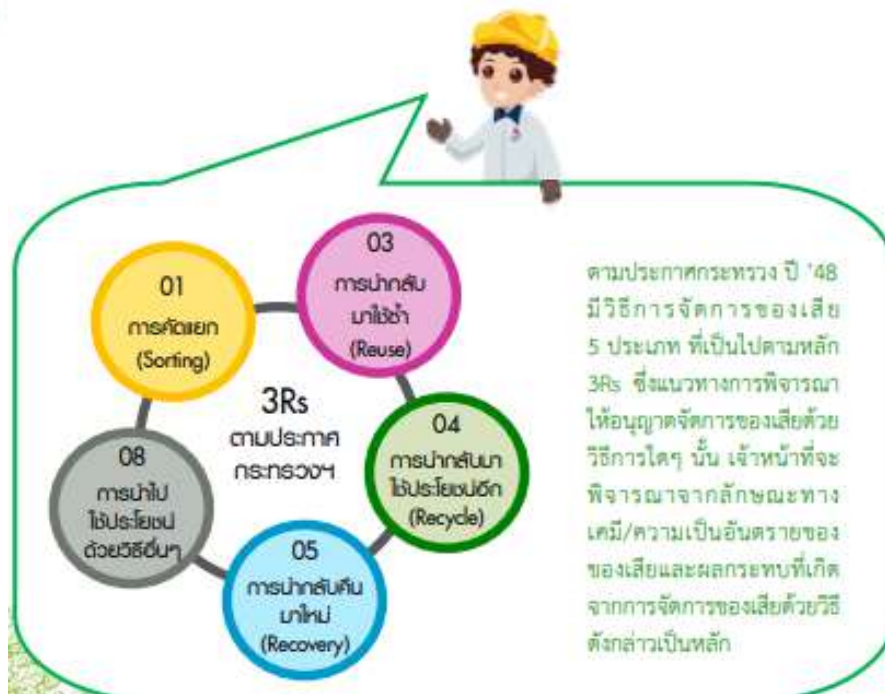 01
การคัดแยก
(Sorting)
03
การนำกลับ
มาใช้ซ้ำ
(Reuse)
04
การนำกลับมา
ใช้ประโยชน์อีก
(Recycle)
05
การนำกลับคืน
มาใหม่
(Recovery)
08
การนำไป
ใช้ประโยชน์
ด้วยวิธีอื่นๆ
3Rs
ตามประกาศ
กระทรวงฯ
ตามประกาศกระทรวง ปี '48
มีวิธีการจัดการของเสีย
5 ประเภท ที่เป็นไปตามหลัก
3Rs ซึ่งแนวทางการพิจารณา
ให้อนุญาตจัดการของเสียด้วย
วิธีการใดๆ นั้น เจ้าหน้าที่จะ
พิจารณาจากลักษณะทาง
เคมี/ความเป็นอันตรายของ
ของเสียและผลกระทบที่เกิด
จากการจัดการของเสียด้วยวิธี
ดังกล่าวเป็นหลัก